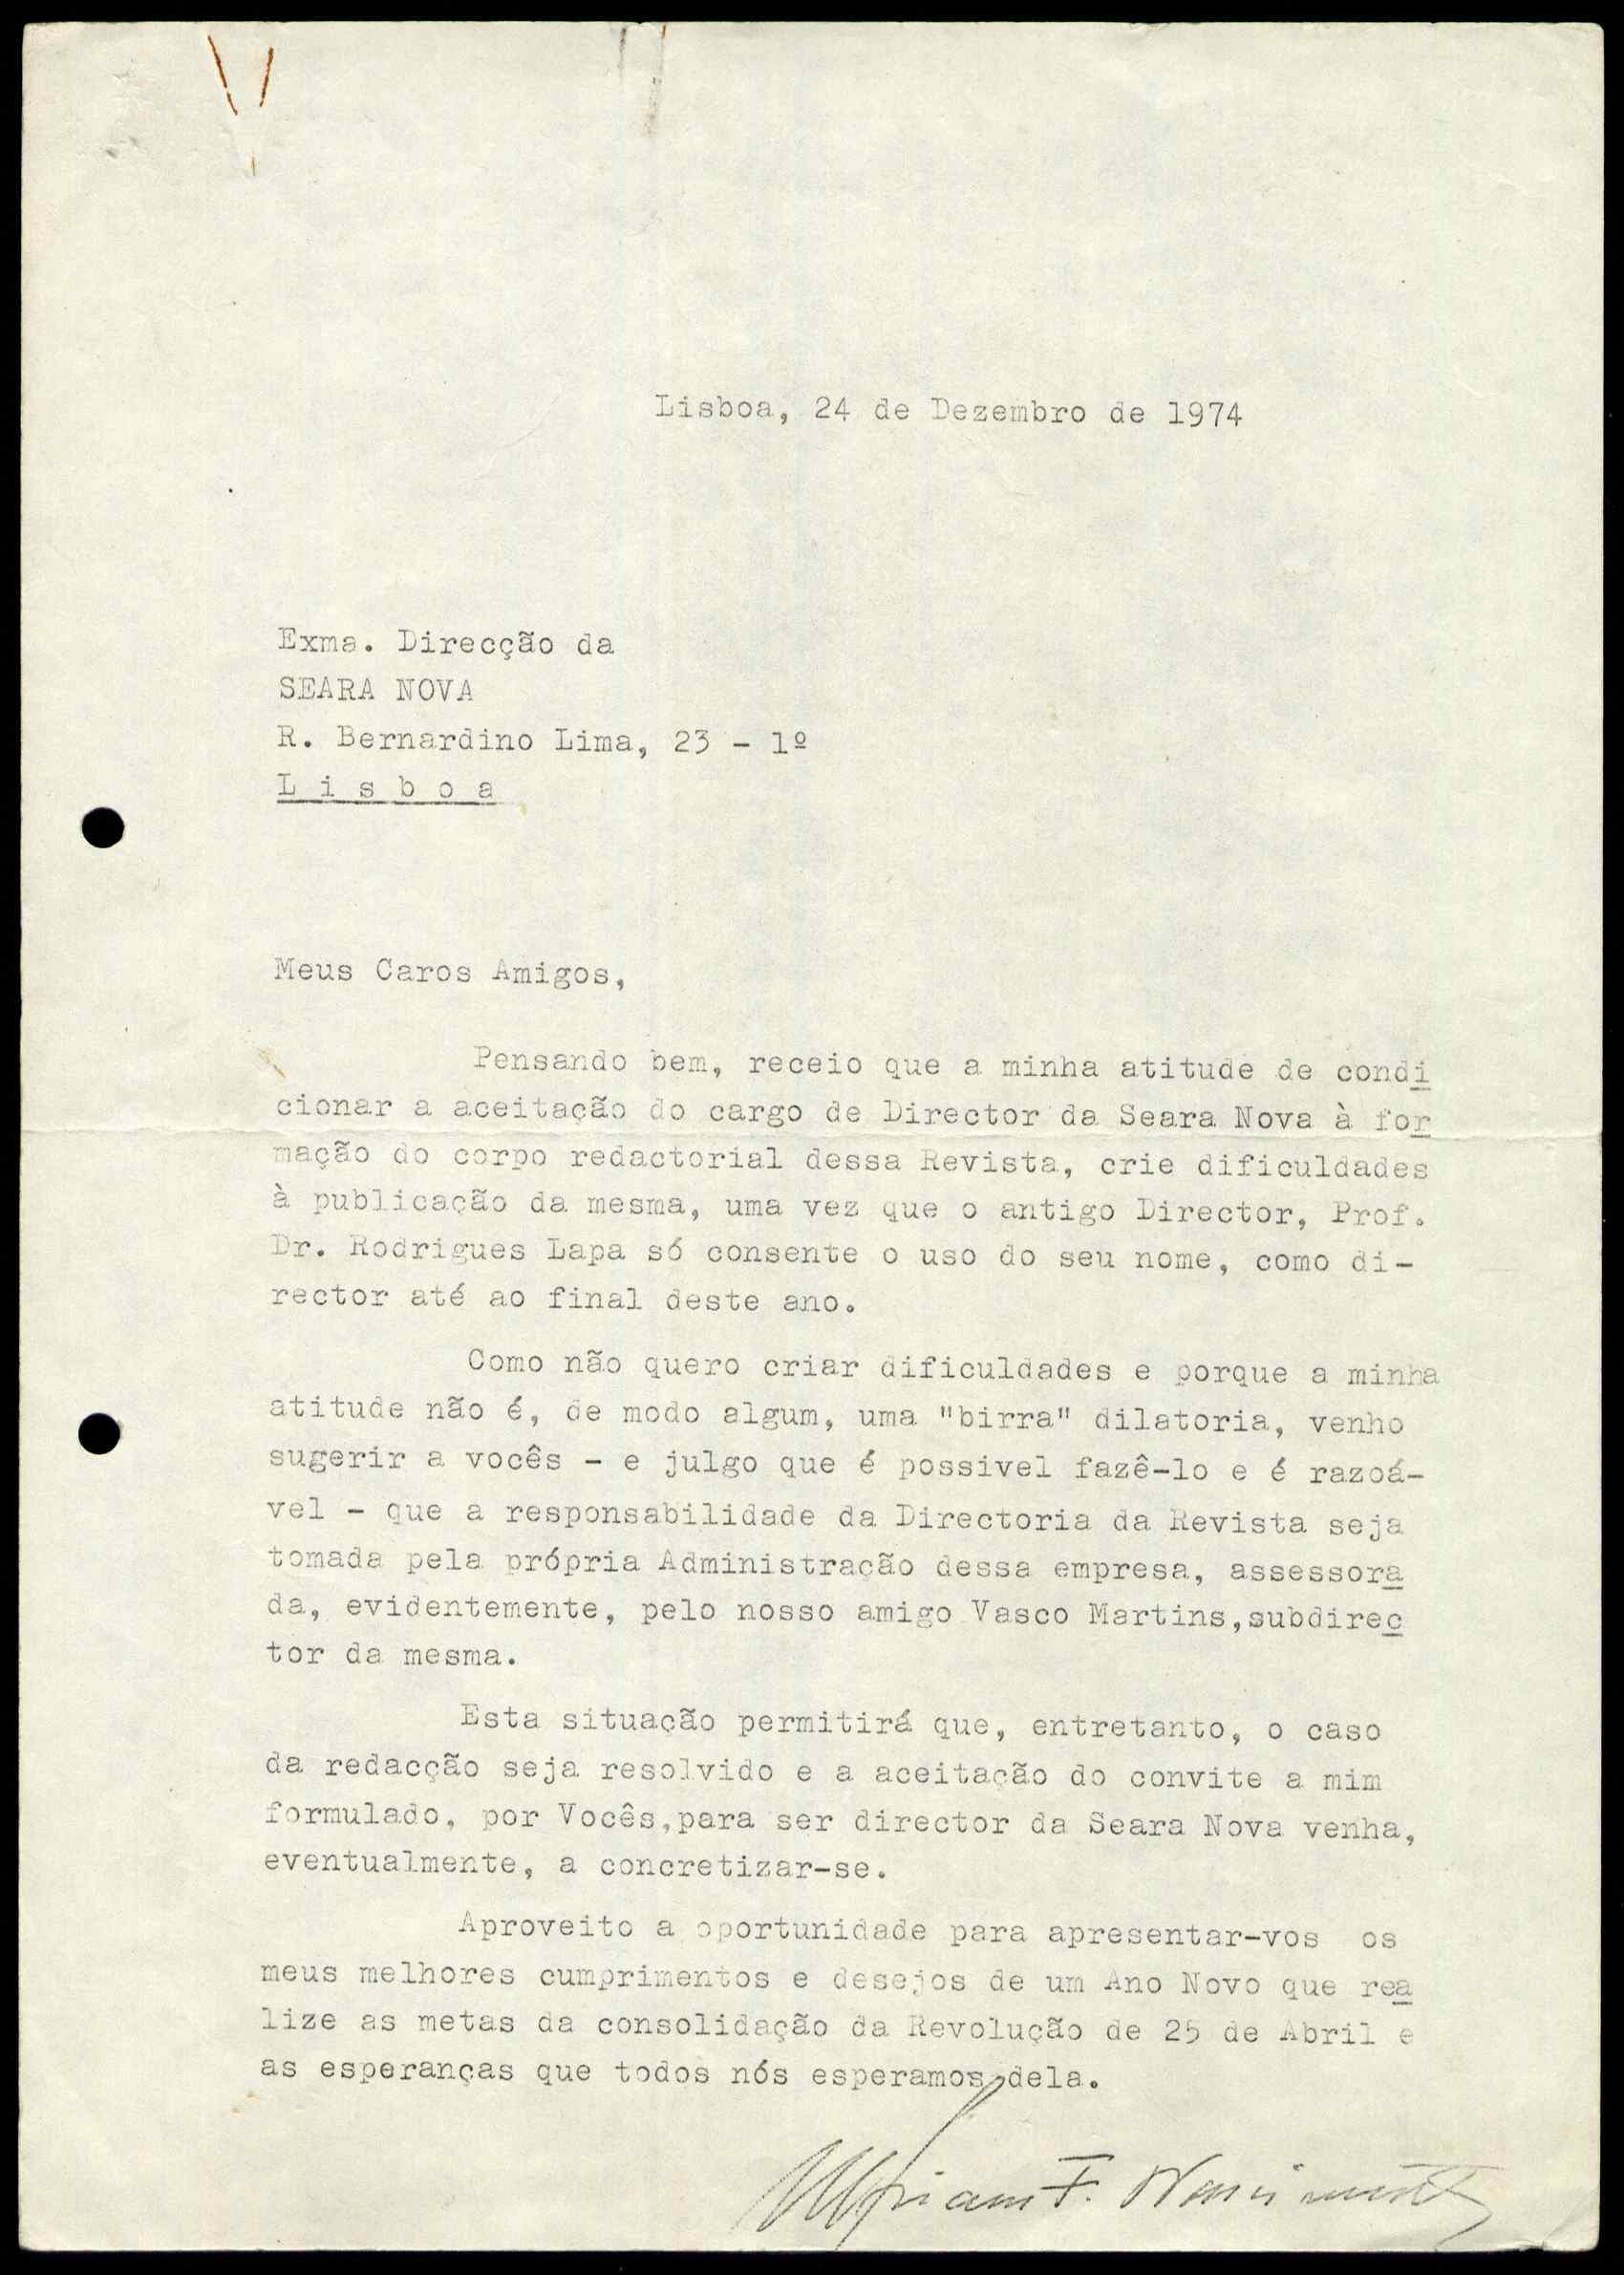 Lisboa, 24 de Dezembro de 1974
Exma. Direcção da
SEARA NOVA
R. Bernardino Lima, 23 - 1º
L i s b o a
Meus Caros Amigos,
Pensando bem, receio que a minha atitude de condi
cionar a aceitação do cargo de Director da Seara Nova à for
mação do corpo redactorial dessa Revista, crie dificuldades
à publicação da mesma, uma vez que o antigo Director, Prof.
Dr. Rodrigues Lapa só consente o uso do seu nome, como di-
rector até ao final deste ano.
Como não quero criar dificuldades e porque a minha
atitude não é, de modo algum, uma "birra" dilatoria, venho
sugerir a vocês - e julgo que é possivel fazê-lo e é razoá-
vel - que a responsabilidade da Directoria da Revista seja
tomada pela própria Administração dessa empresa, assessora
da, evidentemente, pelo nosso amigo Vasco Martins,subdirec
tor da mesma.
Esta situação permitirá que, entretanto, o caso
da redacção seja resolvido e a aceitação do convite a mim
formulado, por Vocês,para ser director da Seara Nova venha,
eventualmente, a concretizar-se.
Aproveito a oportunidade para apresentar-vos os
meus melhores cumprimentos e desejos de um Ano Novo que rea
lize as metas da consolidação da Revolução de 25 de Abril e
as esperanças que todos nós esperamos dela.
F.